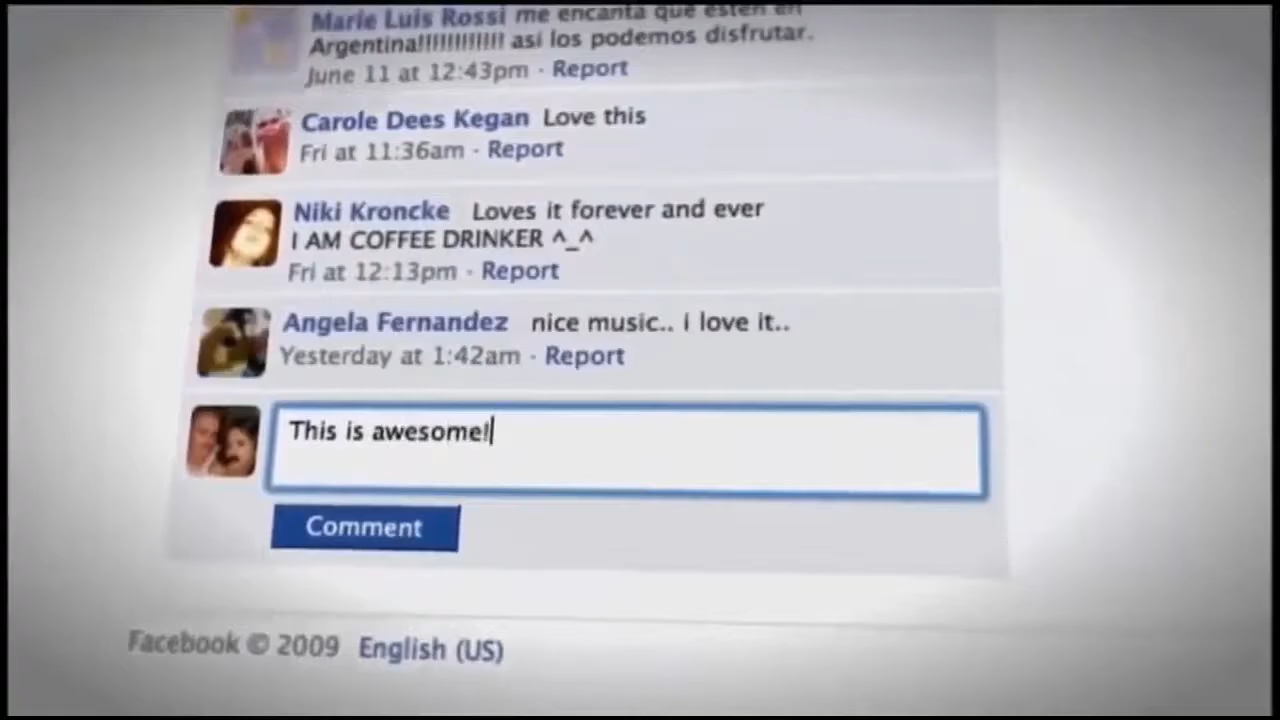 Marie Luis Rossi me encanta que esten en
Argentina!!!!!!!!!!!! asi los podemos disfrutar.
June 11 at 12:43pm · Report
Carole Dees Kegan Love this
Fri at 11:36am · Report
Niki Kroncke Loves it forever and ever
I AM COFFEE DRINKER ^_^
Fri at 12:13pm · Report
Angela Fernandez nice music.. i love it..
Yesterday at 1:42am · Report
This is awesome!
Comment
Facebook © 2009 English (US)